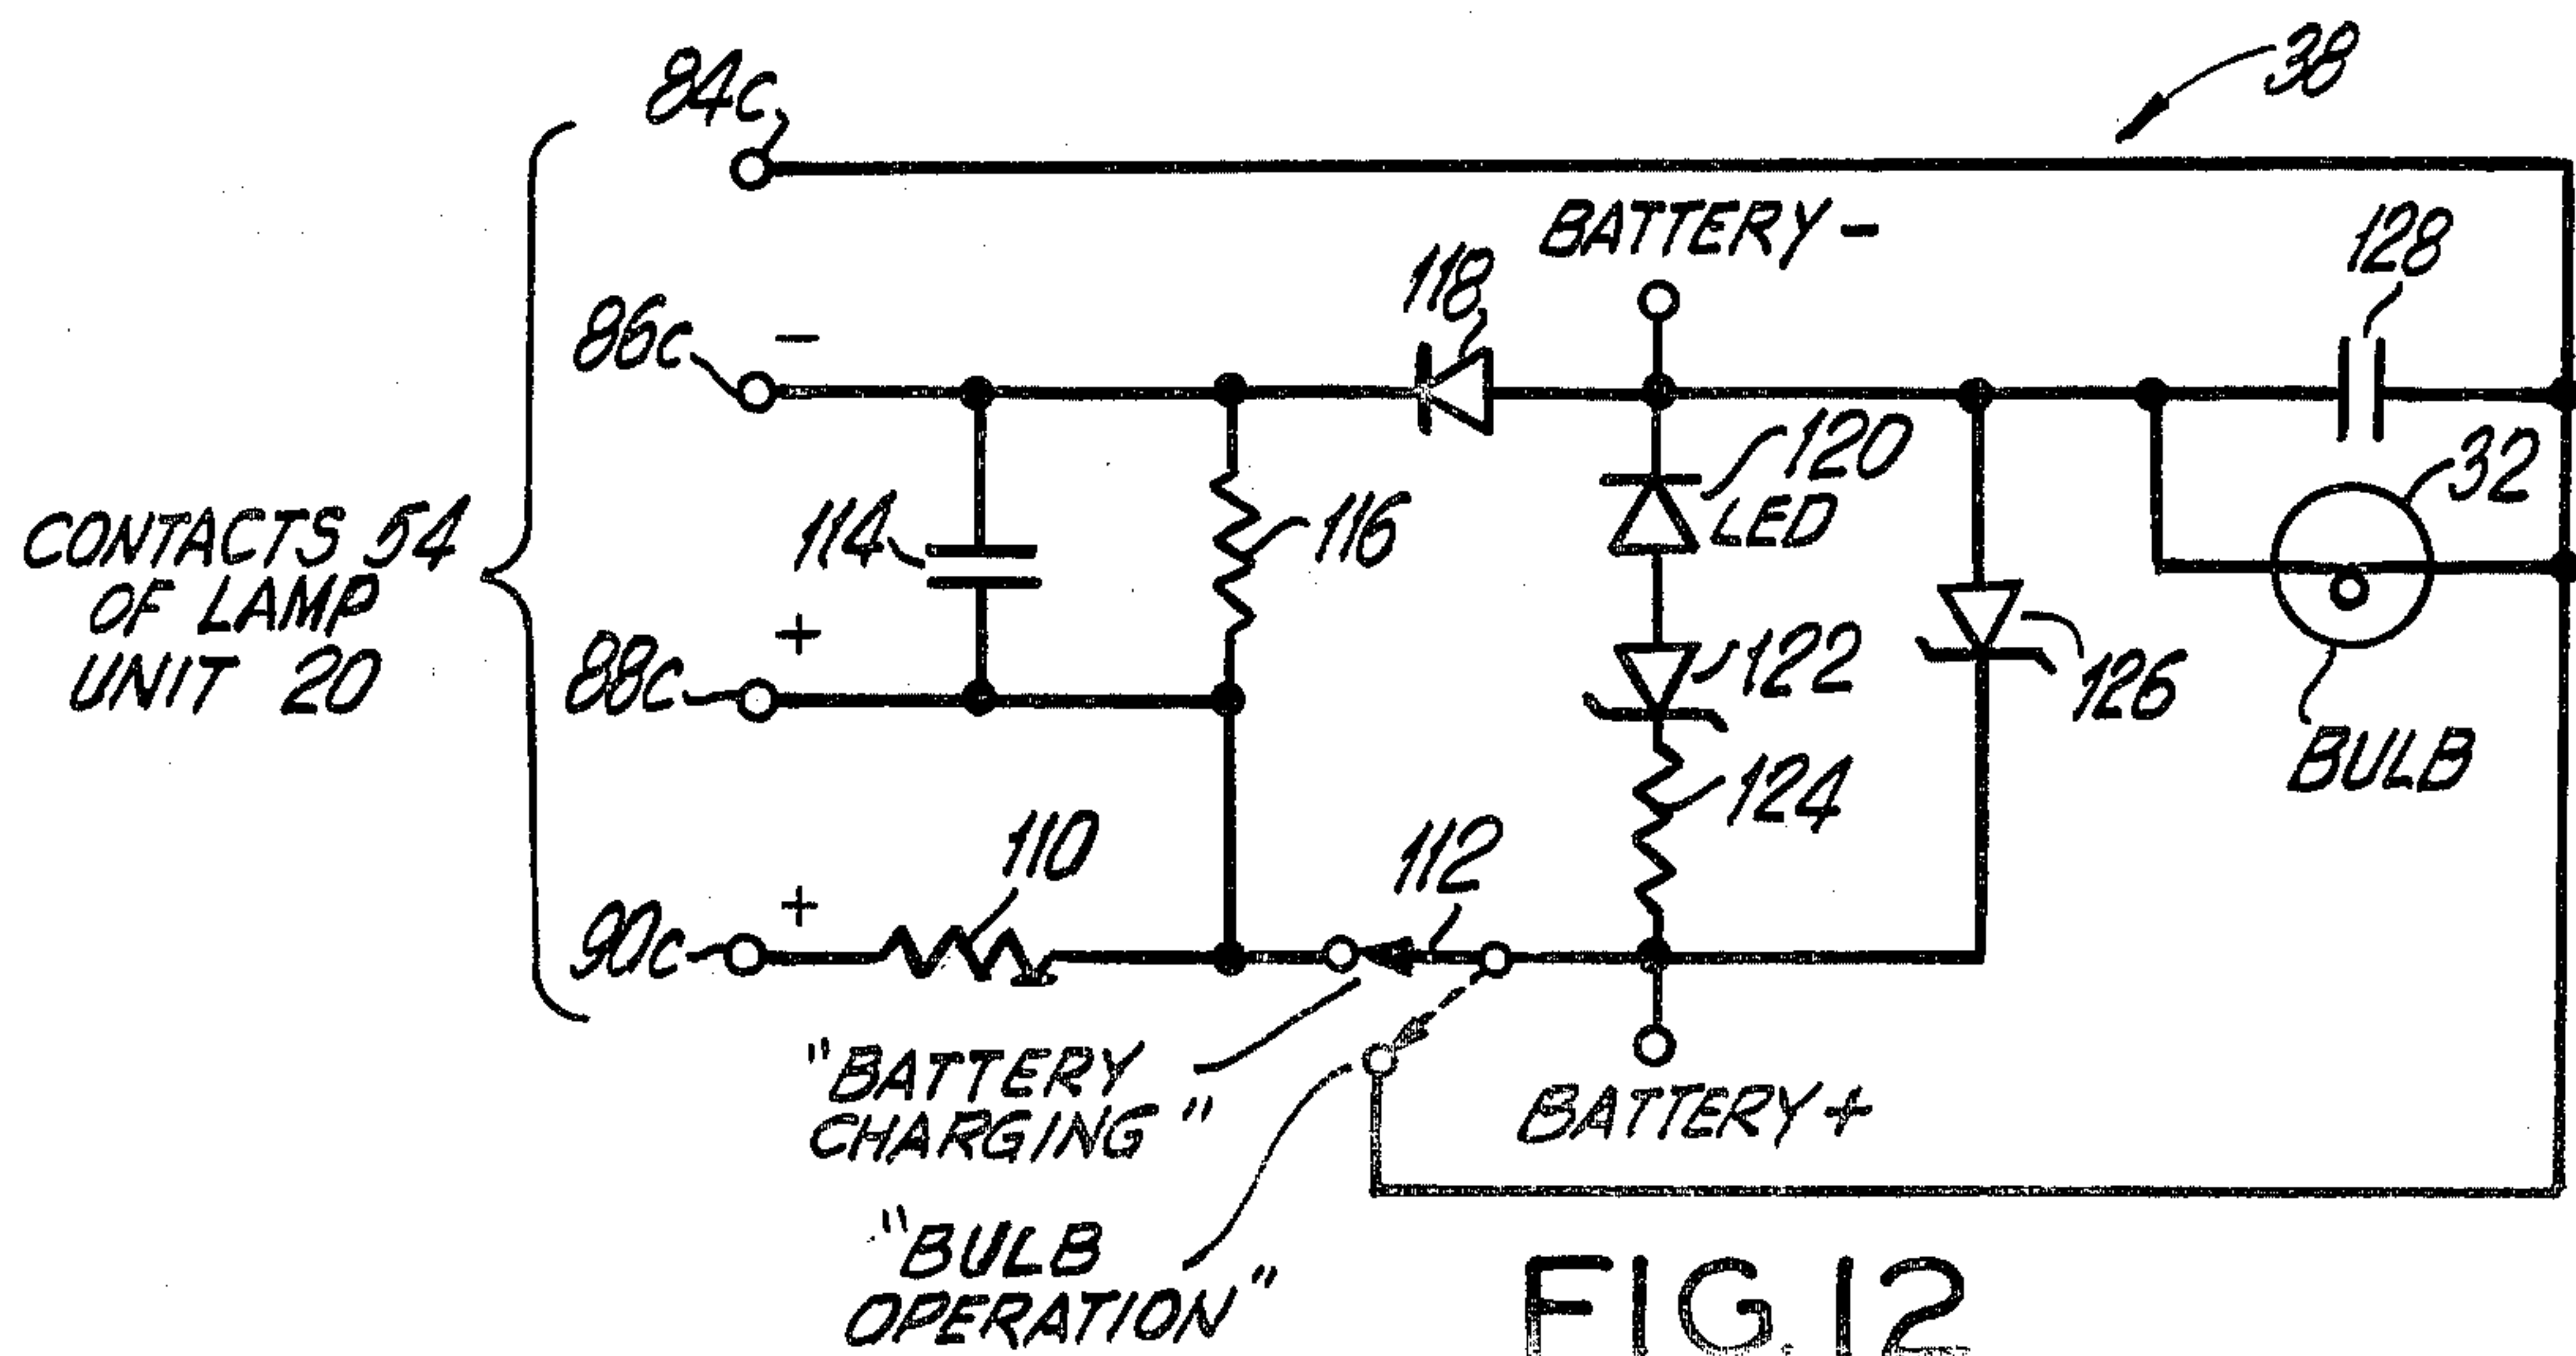 84c
38
BATTERY -
128
118
86c
-
120
LED
32
CONTACTS 54
OF LAMP
UNIT 20
114
116
+
88c
122
126
BULB
124
110
112
+
90c
"BATTERY
CHARGING"
BATTERY +
"BULB
OPERATION"
FIG. 12